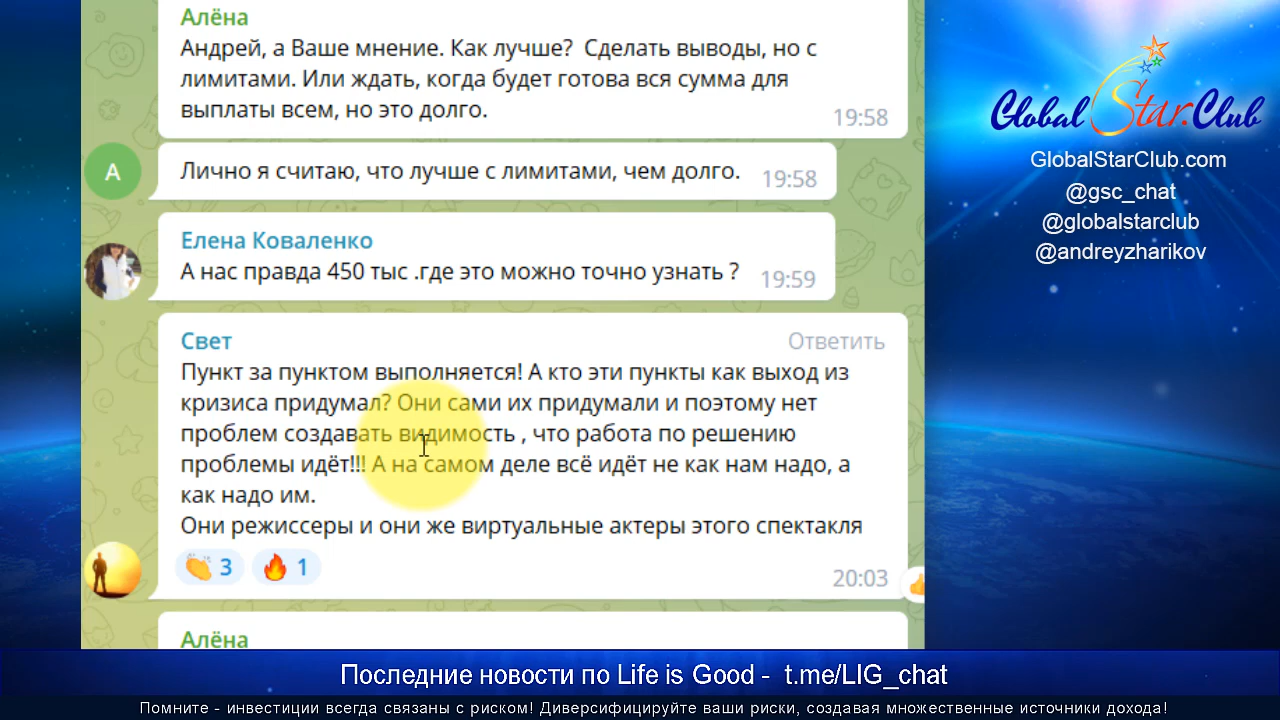 Алёна
Андрей, а Ваше мнение. Как лучше? Сделать выводы, но с
лимитами. Или ждать, когда будет готова вся сумма для
выплаты всем, но это долго.
19:58
А
Лично я считаю, что лучше с лимитами, чем долго.
19:58
Елена Коваленко
А нас правда 450 тыс .где это можно точно узнать ?
19:59
Свет
Ответить
Пункт за пунктом выполняется! А кто эти пункты как выход из
кризиса придумал? Они сами их придумали и поэтому нет
проблем создавать видимость , что работа по решению
проблемы идёт!!! А на самом деле всё идёт не как нам надо, а
как надо им.
Они режиссеры и они же виртуальные актеры этого спектакля
3
1
20:03
Алёна
Global Star.Club
GlobalStarClub.com
@gsc_chat
@globalstarclub
@andreyzharikov
Последние новости по Life is Good - t.me/LIG_chat
Помните - инвестиции всегда связаны с риском! Диверсифицируйте ваши риски, создавая множественные источники дохода!